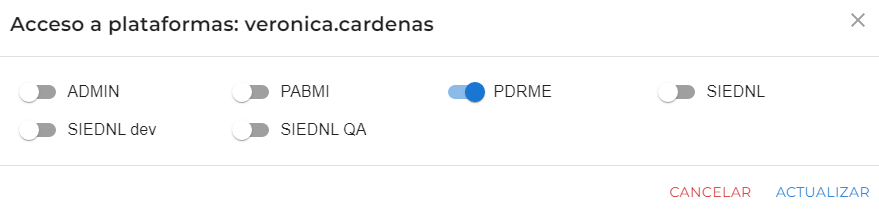 Acceso a plataformas: veronica.cardenas
ADMIN PABMI PDRME SIEDNL
SIEDNL dev SIEDNL QA
CANCELAR ACTUALIZAR